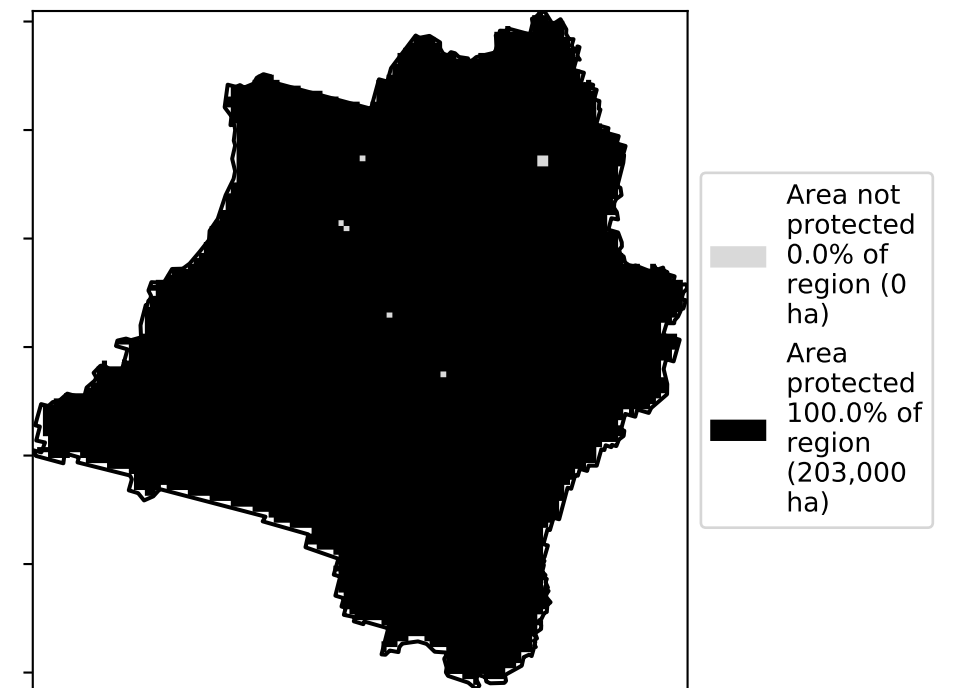 Area not
protected
0.0% of
region (0
ha)
Area
protected
100.0% of
region
(203,000
ha)